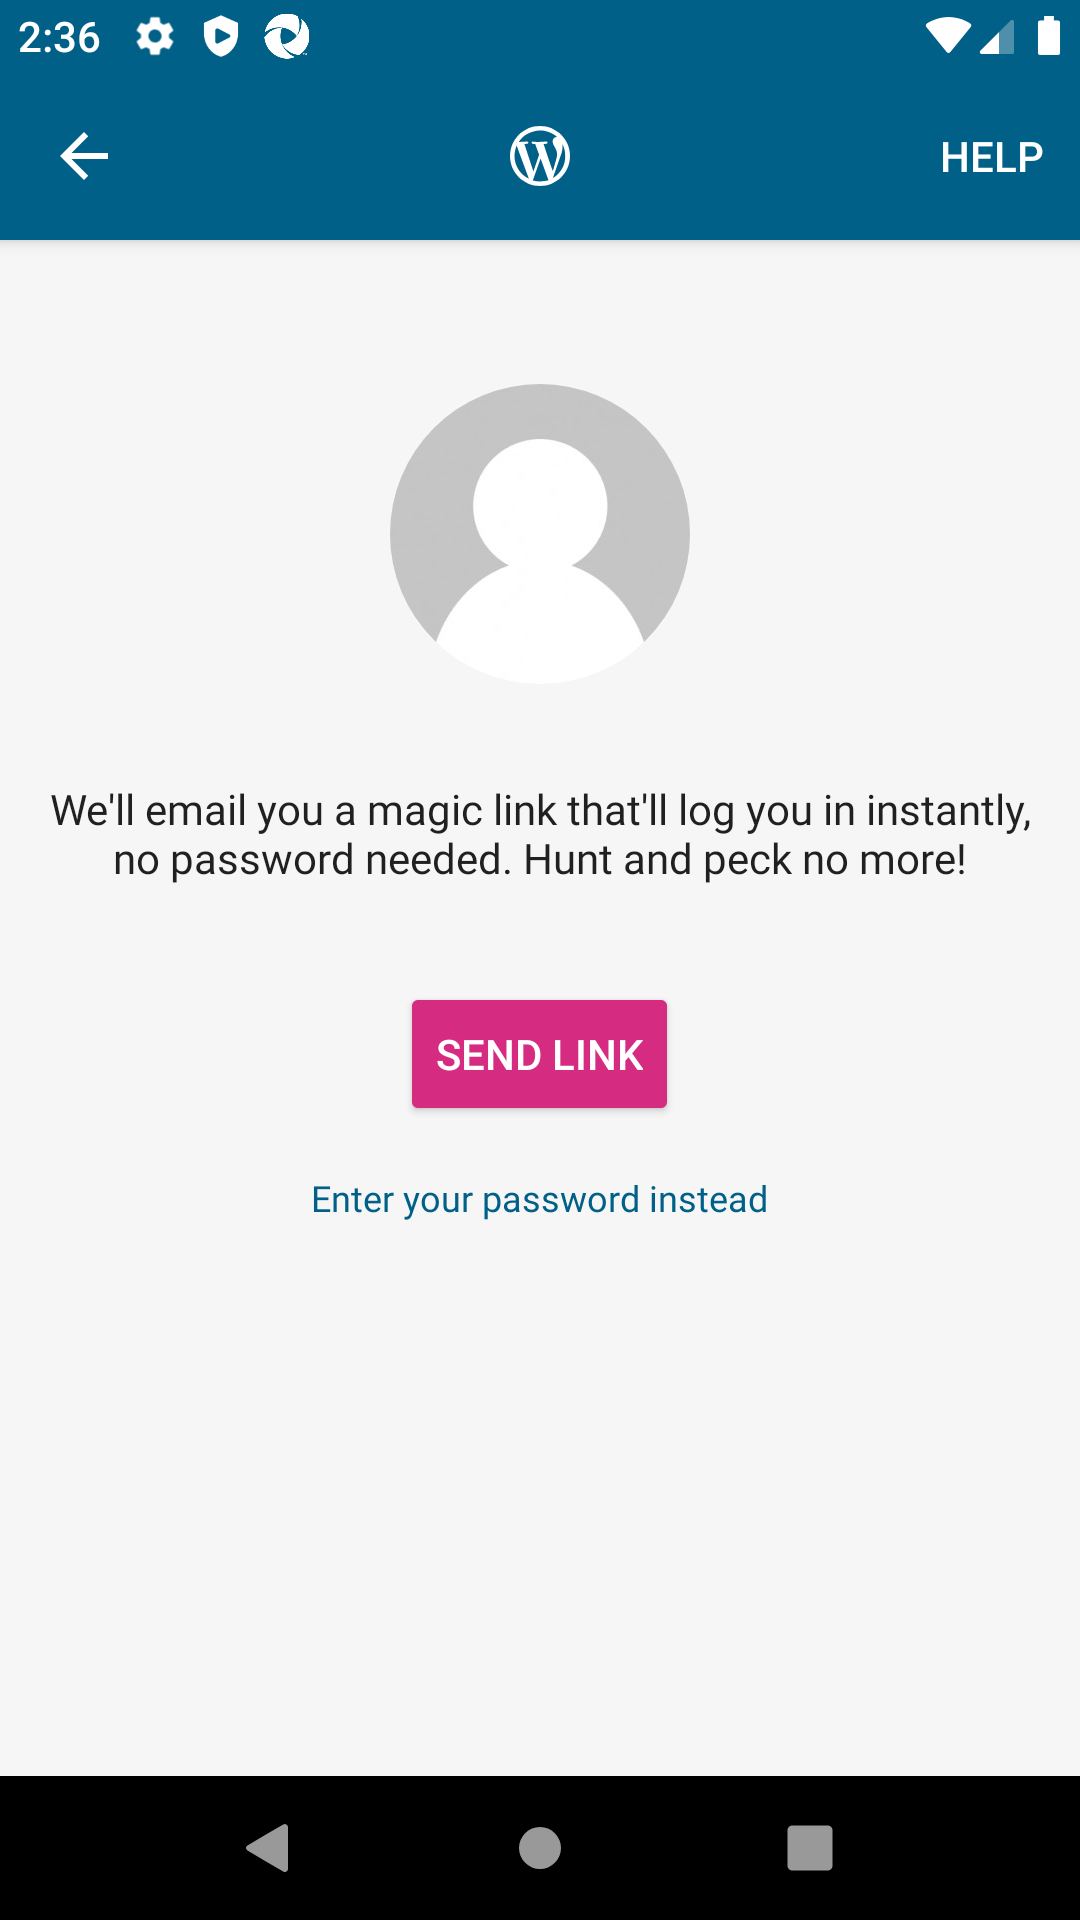 2:36
HELP
We'll email you a magic link that'll log you in instantly,
no password needed. Hunt and peck no more!
SEND LINK
Enter your password instead